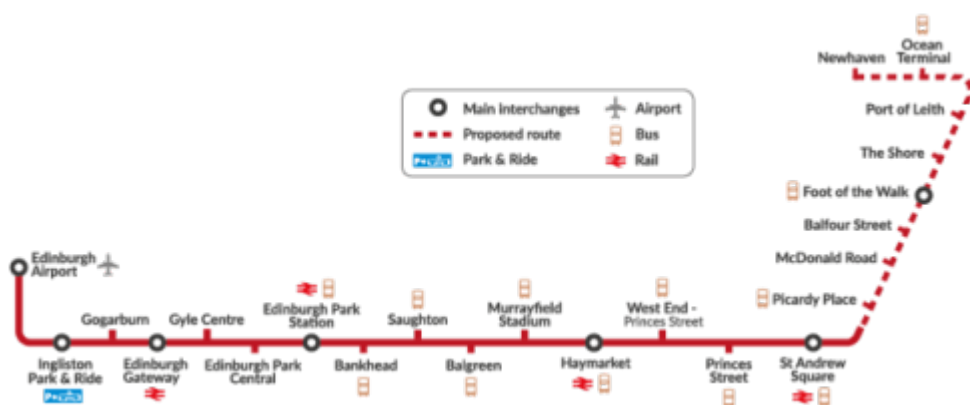 Ocean
Terminal
Newhaven
Main Interchanges
Airport
Proposed route
Bus
Park & Ride
Rail
Port of Leith
The Shore
Foot of the Walk
Balfour Street
McDonald Road
Picardy Place
Edinburgh
Airport
Gogarburn
Gyle Centre
Edinburgh Park
Station
Saughton
Murrayfield
Stadium
West End -
Princes Street
Ingliston
Park & Ride
Edinburgh
Gateway
Edinburgh Park
Central
Bankhead
Balgreen
Haymarket
Princes
Street
St Andrew
Square